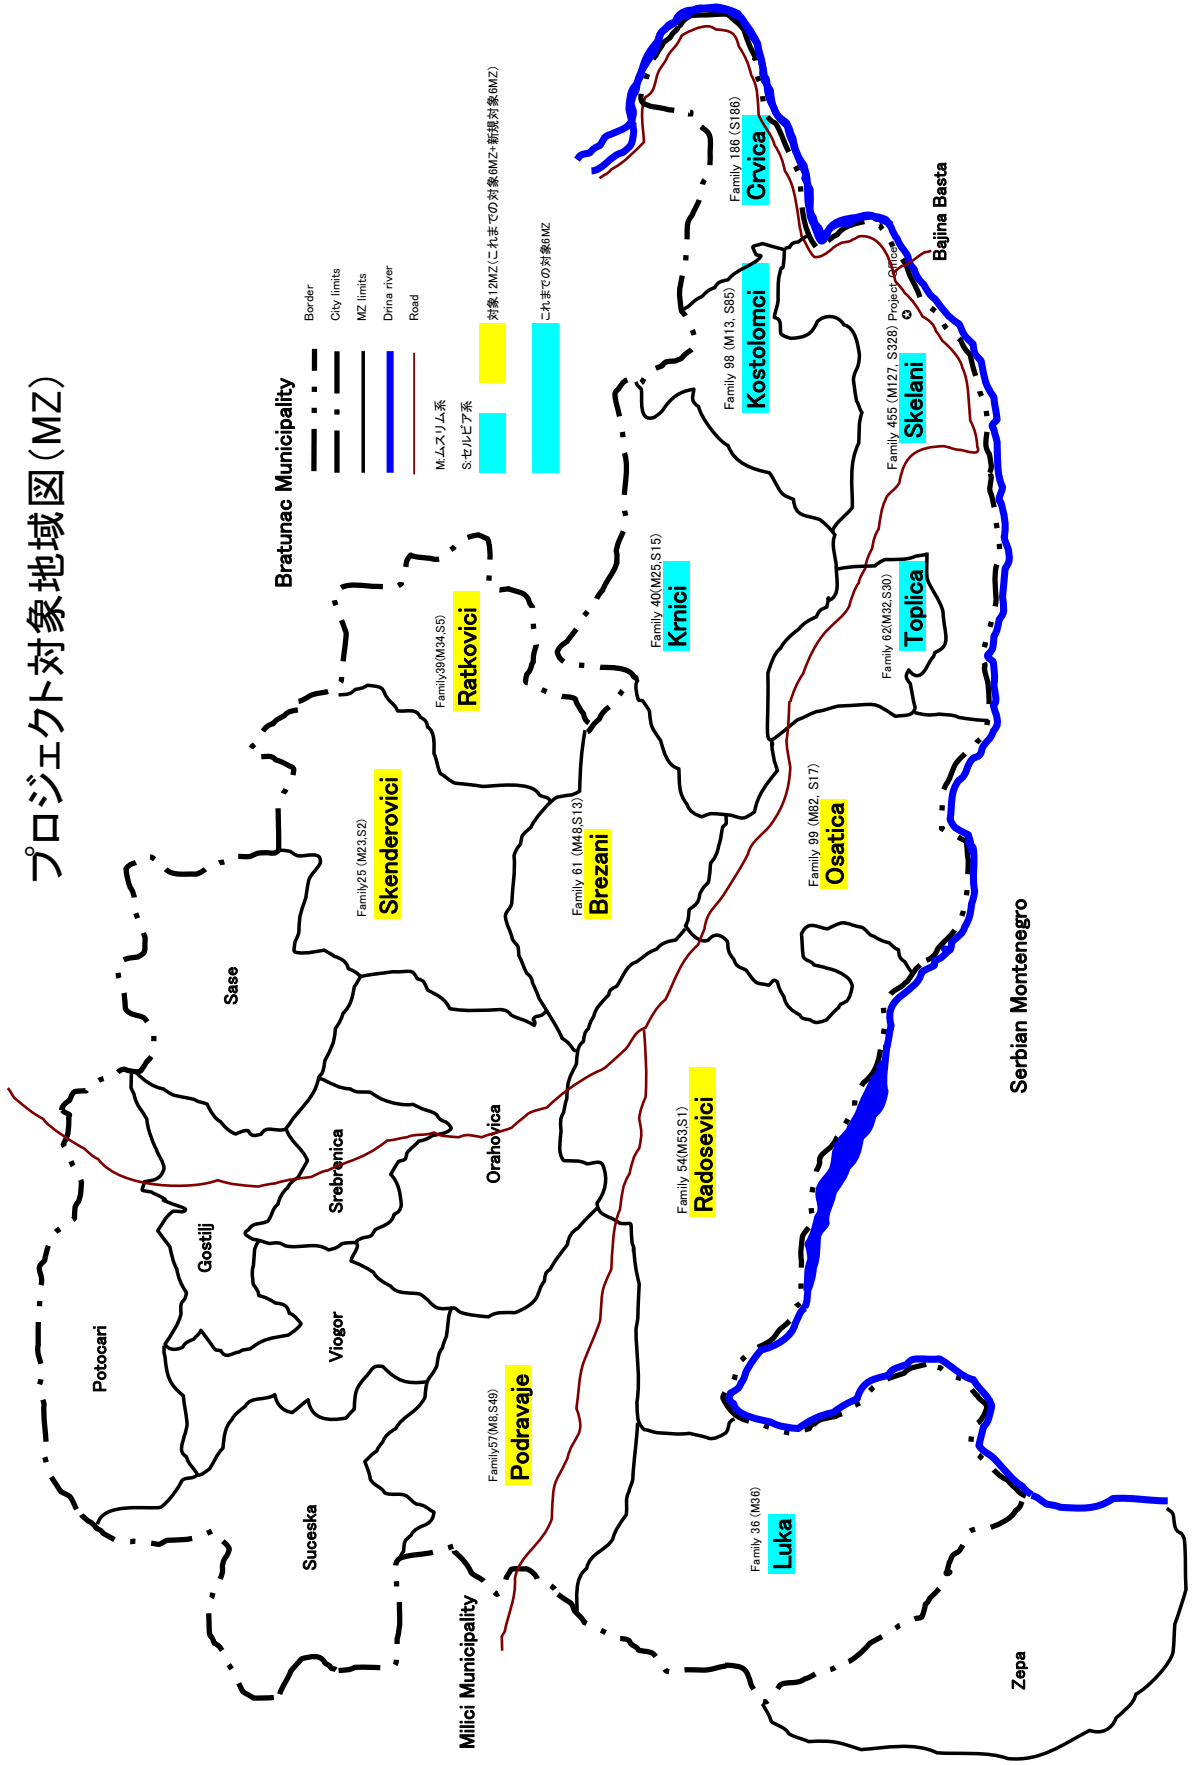 プロジェクト対象地域図(MZ)
Bratunac Municipality
Border
City limits
MZ limits
Drina river
Road
M:ムスリム系
S:セルビア系
対象12MZ(これまでの対象6MZ+新規対象6MZ)
これまでの対象6MZ
Potocari
Sase
Gostilj
Suceska
Viogor
Srebrenica
Orahovica
Family25 (M23,S2)
Skenderovici
Family39(M34,S5)
Ratkovici
Milici Municipality
Family57(M8,S49)
Podravaje
Family 61 (M48,S13)
Brezani
Family 40(M25,S15)
Krnici
Family 54(M53,S1)
Radosevici
Family 98 (M13, S85)
Kostolomci
Family 186 (S186)
Crvica
Family 36 (M36)
Luka
Family 99 (M82, S17)
Osatica
Family 62(M32,S30)
Toplica
Family 455 (M127, S328)
Skelani
Project Office
Bajina Basta
Zepa
Serbian Montenegro